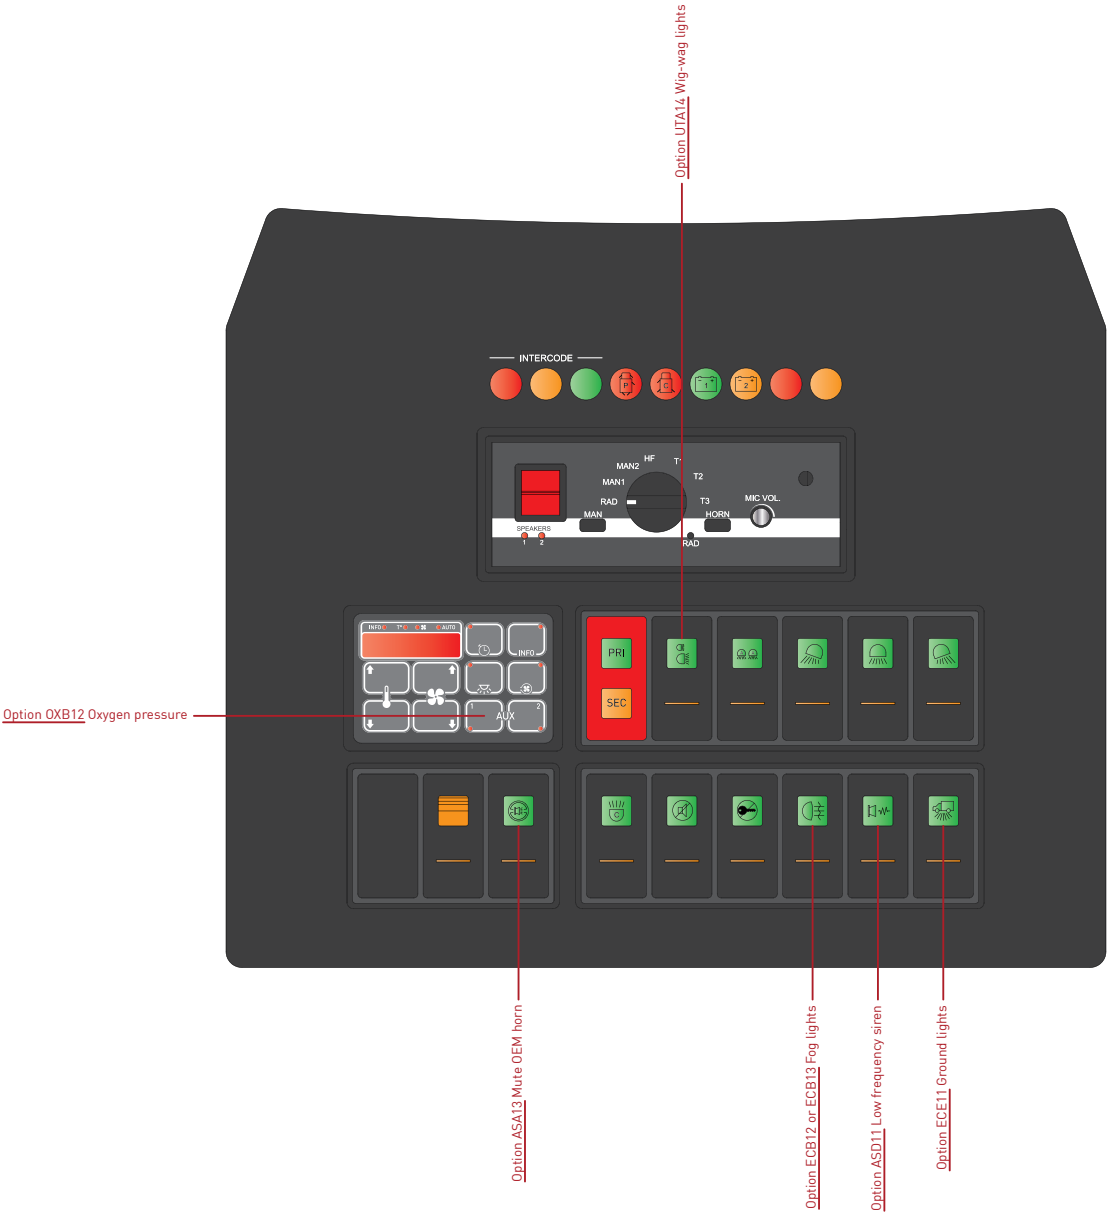 Option UTA14 Wig-wag lights
INTERCODE
P
C
1
2
HF
MAN2
T1
MAN1
T2
RAD
T3
MAN
HORN
MIC VOL.
SPEAKERS
1 2
RAD
INFO T° AUTO
INFO
1 AUX 2
PRI
SEC
Option OXB12 Oxygen pressure
C
Option ASA13 Mute OEM horn
Option ECB12 or ECB13 Fog lights
Option ASD11 Low frequency siren
Option ECE11 Ground lights